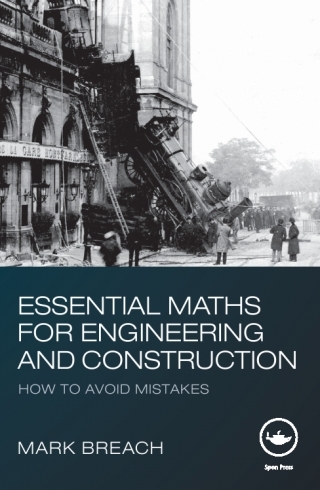 ESSENTIAL MATHS
FOR ENGINEERING
AND CONSTRUCTION
HOW TO AVOID MISTAKES
MARK BREACH
Spon Press